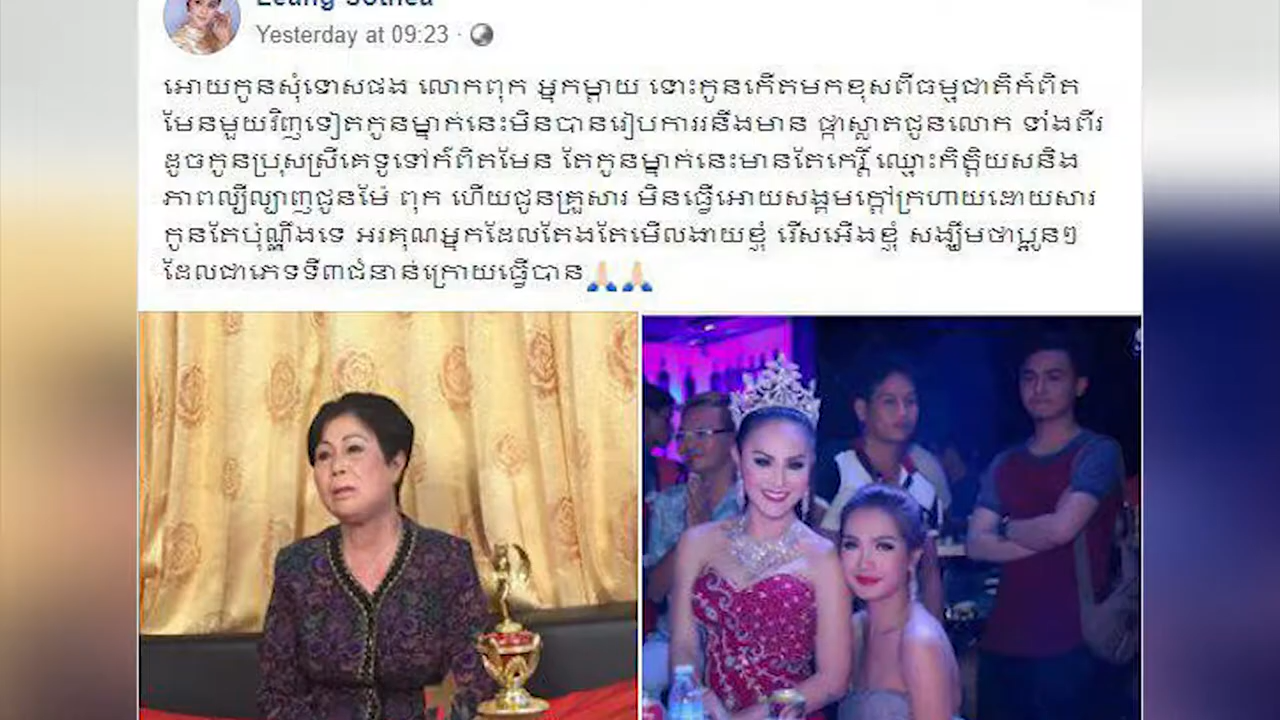 Leang Sothea
Yesterday at 09:23 ·
អោយកូនសុំទោសផង លោកពុក អ្នកម្ដាយ ទោះកូនកើតមកខុសពីធម្មជាតិក៌ពិត
មែនមួយវិញទៀតកូនម្នាក់នេះមិនបានរៀបការរនឹងមាន ផ្កាស្លាតជូនលោក ទាំងពីរ
ឌូចកូនប្រុសស្រីគេទូទៅក៌ពិតមែន តែកូនម្នាក់នេះមានតែកេរ្តិ៍ ឈ្មោះកិត្តិយសនិង
ភាពល្បីល្បាញជូនម៉ែ ពុក ហើយជូនគ្រួសារ មិនធ្វើអោយសង្គមក្ដៅក្រហាយដោយសារ
កូនតែប៉ុណ្ណឹងទេ អរគុណអ្នកដែលតែងតែមើលងាយខ្ញុំ រើសអើងខ្ញុំ សង្ឃឹមថាប្អូនៗ
ដែលជាភេទទី៣ជំនាន់ក្រោយធ្វើបាន🙏🙏